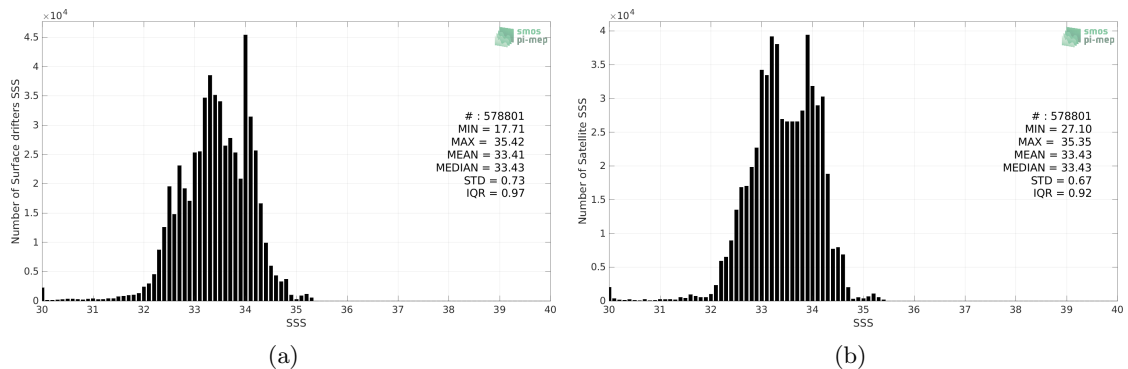 ×10⁴
4.5
4
3.5
3
2.5
2
1.5
1
0.5
0
Number of Surface drifters SSS
30 31 32 33 34 35 36 37 38 39 40
SSS
smos
pi-mep
# : 578801
MIN = 17.71
MAX = 35.42
MEAN = 33.41
MEDIAN = 33.43
STD = 0.73
IQR = 0.97
(a)
×10⁴
4
3.5
3
2.5
2
1.5
1
0.5
0
Number of Satellite SSS
30 31 32 33 34 35 36 37 38 39 40
SSS
smos
pi-mep
# : 578801
MIN = 27.10
MAX = 35.35
MEAN = 33.43
MEDIAN = 33.43
STD = 0.67
IQR = 0.92
(b)